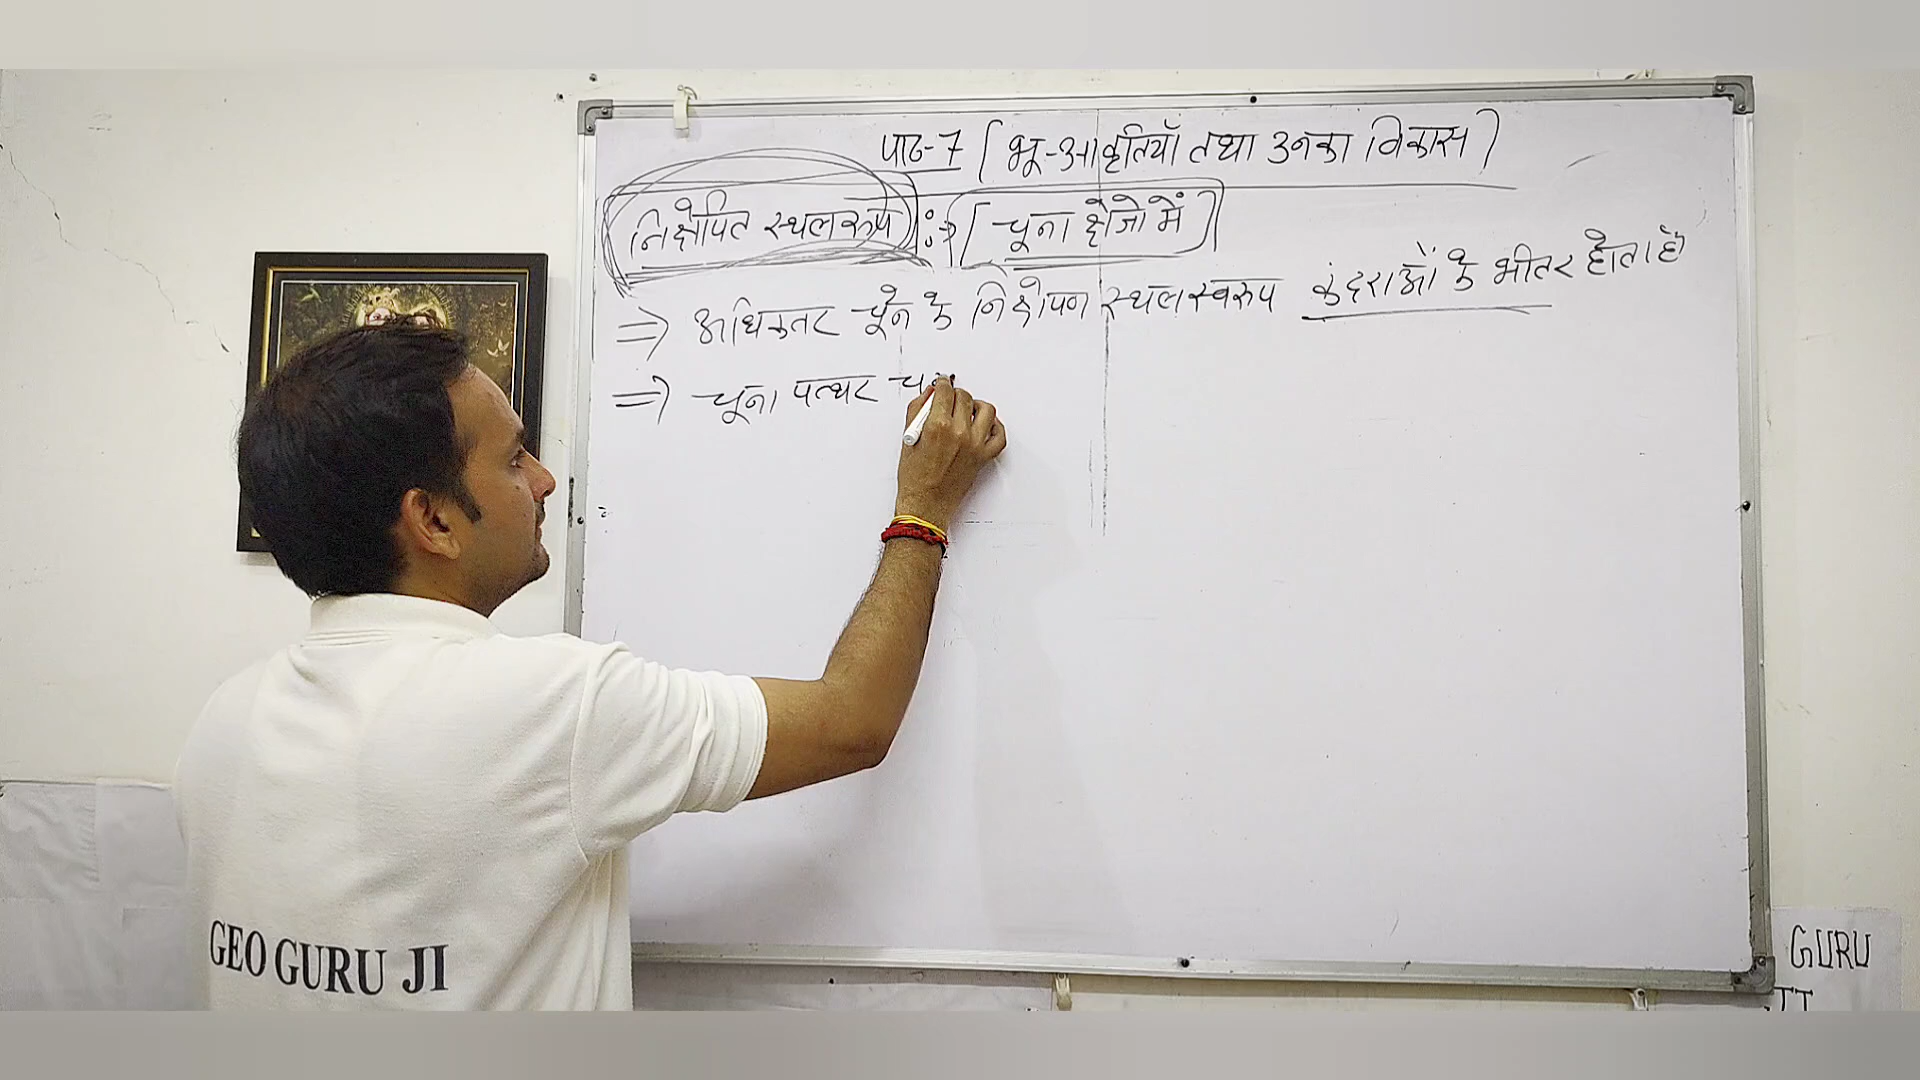 पाठ-7 [भू-आकृतियाँ तथा उनका विकास]
निक्षेपित स्थलरूप :→ [चूना क्षेत्रो में]
⇒ अधिकतर चूने के निक्षेपण स्थलस्वरूप कंदराओं के भीतर होता है
⇒ चूना पत्थर
GEO GURU JI
GURU